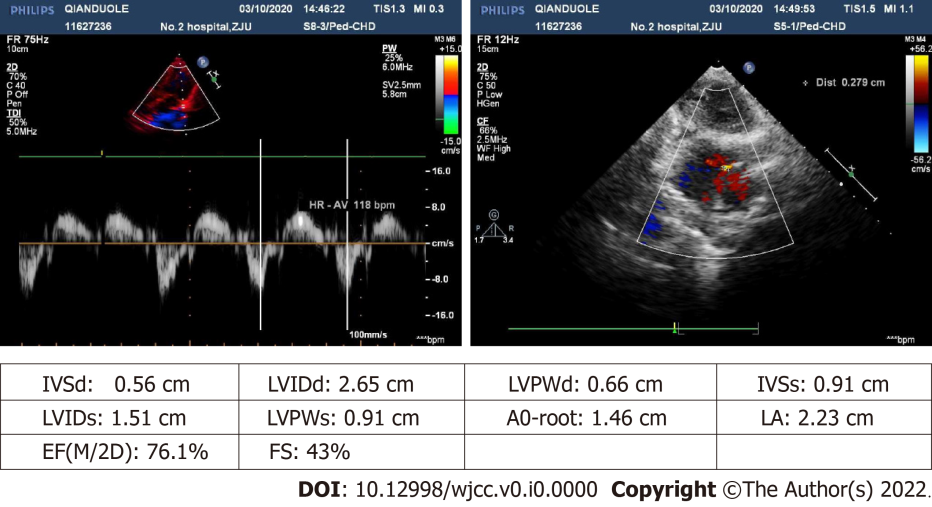 PHILIPS QIANDUOLE 03/10/2020 14:46:22 TIS1.3 MI 0.3
11627236 No.2 hospital,ZJU S8-3/Ped-CHD
FR 75Hz
10cm
2D
70%
C 40
P Off
Pen
TDI
50%
5.0MHz
P
PW
25%
6.0MHz
SV2.5mm
5.8cm
M3 M6
+15.0
-15.0
cm/s
16.0
HR - AV 118 bpm
8.0
cm/s
-8.0
-16.0
100mm/s
***bpm
PHILIPS QIANDUOLE 03/10/2020 14:49:53 TIS1.5 MI 1.1
11627236 No.2 hospital,ZJU S5-1/Ped-CHD
FR 12Hz
15cm
2D
75%
C 50
P Low
HGen
CF
66%
2.5MHz
WF High
Med
P
Dist 0.279 cm
M3 M4
+56.2
-56.2
cm/s
G
P R
1.7 3.4
***bpm
IVSd: 0.56 cm LVIDd: 2.65 cm LVPWd: 0.66 cm IVSs: 0.91 cm
LVIDs: 1.51 cm LVPWs: 0.91 cm A0-root: 1.46 cm LA: 2.23 cm
EF(M/2D): 76.1% FS: 43%
DOI: 10.12998/wjcc.v0.i0.0000 Copyright ©The Author(s) 2022.